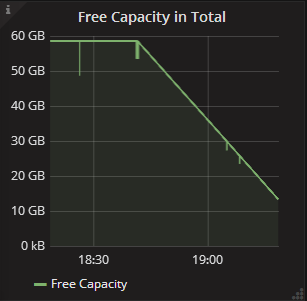 i
Free Capacity in Total
60 GB
50 GB
40 GB
30 GB
20 GB
10 GB
0 kB
18:30 19:00
Free Capacity